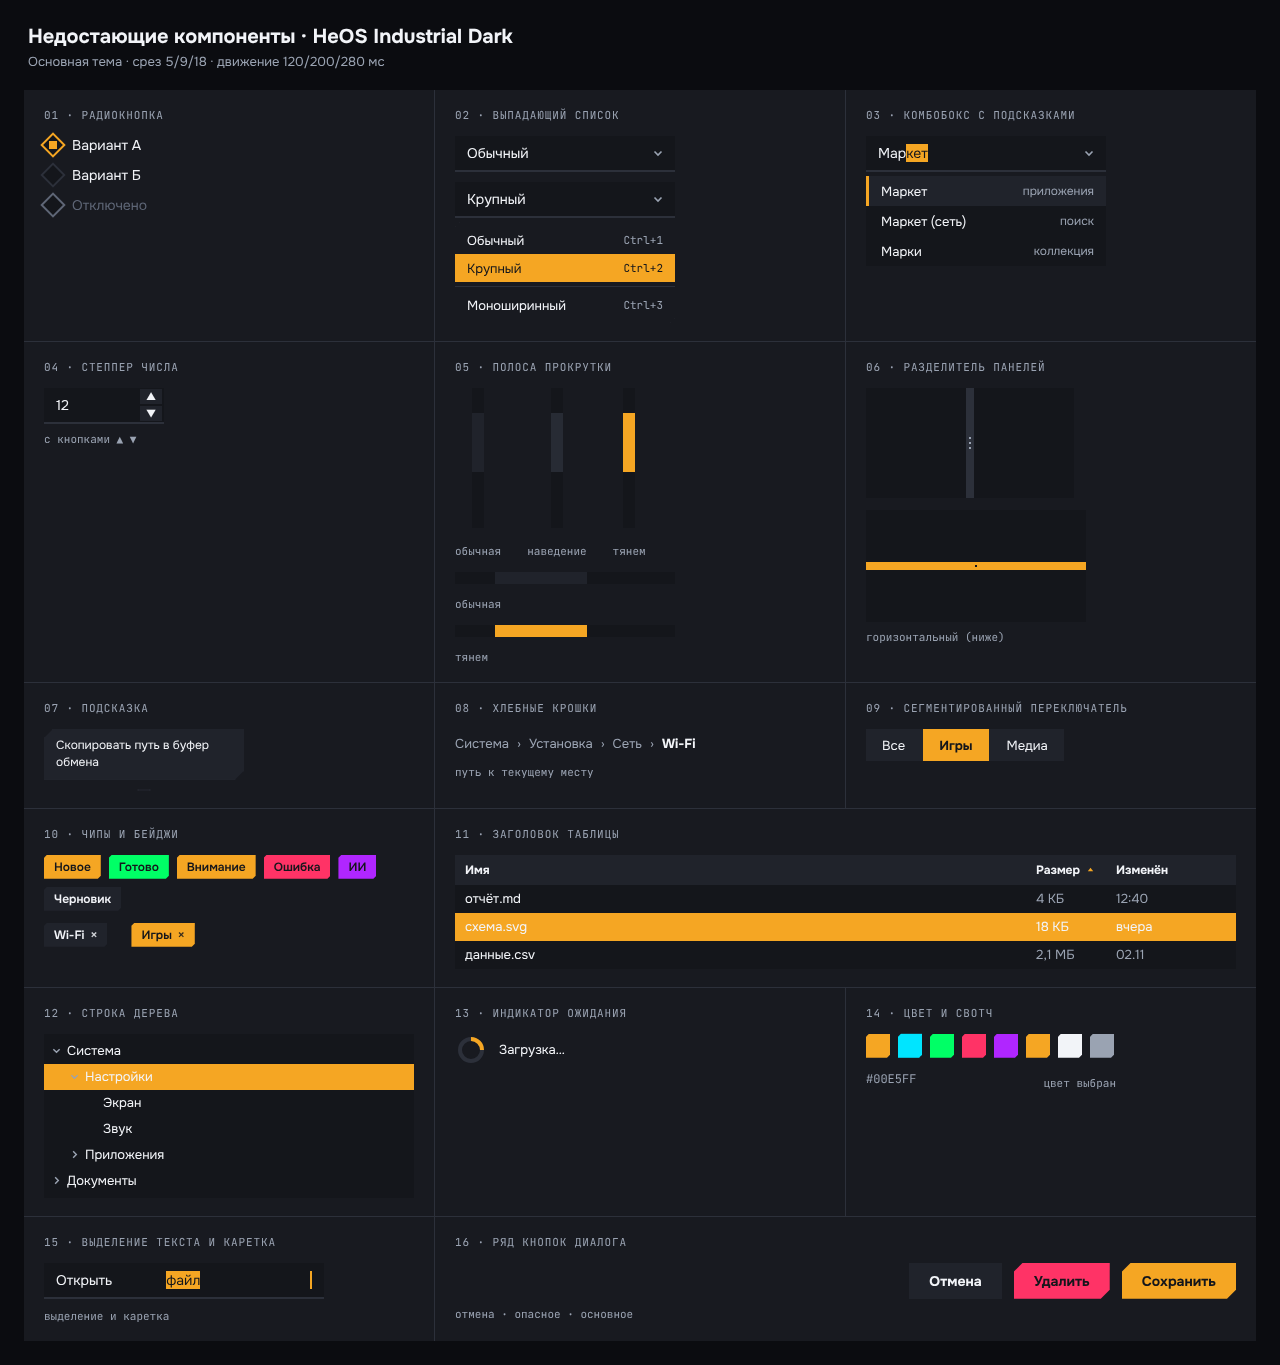 Недостающие компоненты · HeOS Industrial Dark
Основная тема · срез 5/9/18 · движение 120/200/280 мс
01 · РАДИОКНОПКА
Вариант А
Вариант Б
Отключено
02 · ВЫПАДАЮЩИЙ СПИСОК
Обычный
Крупный
Обычный Ctrl+1
Крупный Ctrl+2
Моноширинный Ctrl+3
03 · КОМБОБОКС С ПОДСКАЗКАМИ
Маркет
Маркет приложения
Маркет (сеть) поиск
Марки коллекция
04 · СТЕППЕР ЧИСЛА
12 ▲ ▼
с кнопками ▲ ▼
05 · ПОЛОСА ПРОКРУТКИ
обычная наведение тянем
обычная
тянем
06 · РАЗДЕЛИТЕЛЬ ПАНЕЛЕЙ
горизонтальный (ниже)
07 · ПОДСКАЗКА
Скопировать путь в буфер
обмена
08 · ХЛЕБНЫЕ КРОШКИ
Система › Установка › Сеть › Wi-Fi
путь к текущему месту
09 · СЕГМЕНТИРОВАННЫЙ ПЕРЕКЛЮЧАТЕЛЬ
Все Игры Медиа
10 · ЧИПЫ И БЕЙДЖИ
Новое Готово Внимание Ошибка ИИ
Черновик
Wi-Fi × Игры ×
11 · ЗАГОЛОВОК ТАБЛИЦЫ
Имя Размер ▲ Изменён
отчёт.md 4 КБ 12:40
схема.svg 18 КБ вчера
данные.csv 2,1 МБ 02.11
12 · СТРОКА ДЕРЕВА
Система
Настройки
Экран
Звук
Приложения
Документы
13 · ИНДИКАТОР ОЖИДАНИЯ
Загрузка...
14 · ЦВЕТ И СВОТЧ
#00E5FF цвет выбран
15 · ВЫДЕЛЕНИЕ ТЕКСТА И КАРЕТКА
Открыть файл
выделение и каретка
16 · РЯД КНОПОК ДИАЛОГА
Отмена Удалить Сохранить
отмена · опасное · основное